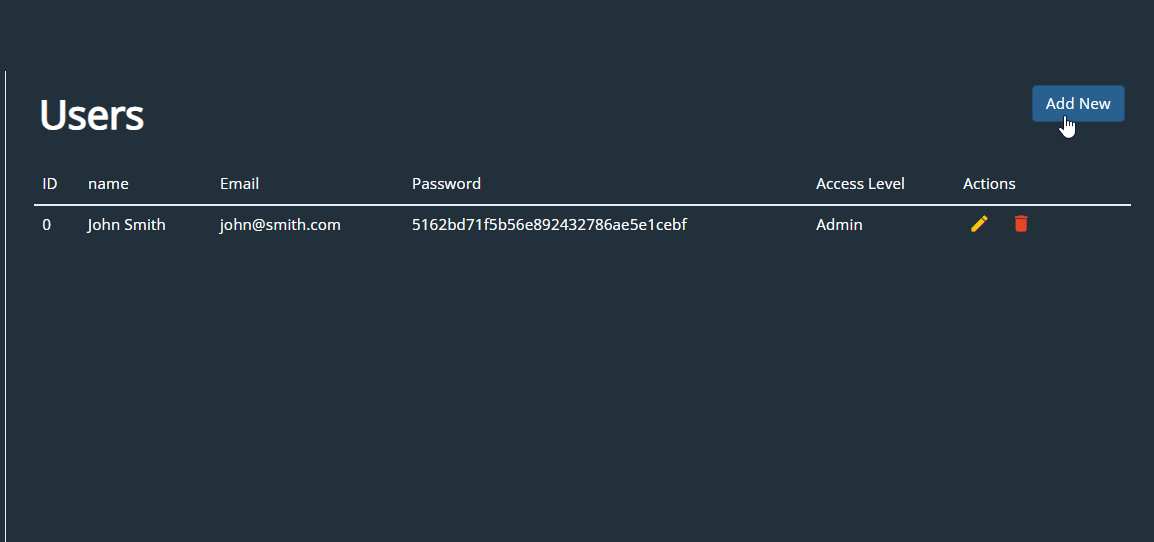 Users
Add New
ID name Email Password Access Level Actions
0 John Smith john@smith.com 5162bd71f5b56e892432786ae5e1cebf Admin